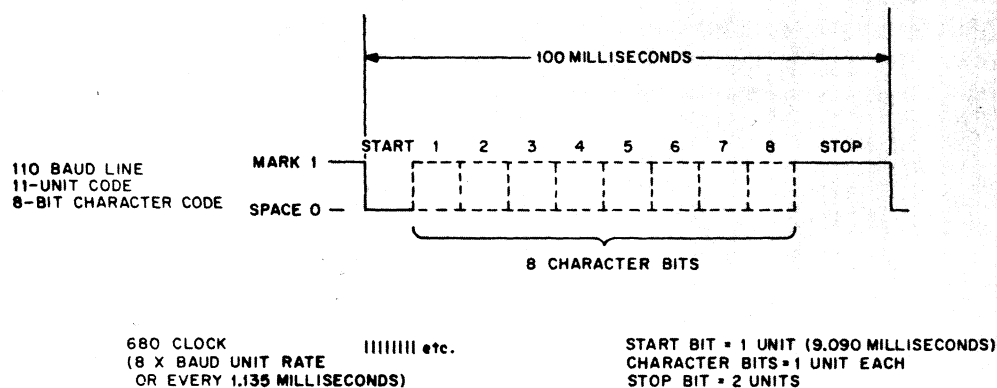 100 MILLISECONDS
START 1 2 3 4 5 6 7 8 STOP
110 BAUD LINE
11-UNIT CODE
8-BIT CHARACTER CODE
MARK 1
SPACE 0
8 CHARACTER BITS
680 CLOCK
(8 X BAUD UNIT RATE
OR EVERY 1.135 MILLISECONDS)
etc.
START BIT = 1 UNIT (9.090 MILLISECONDS)
CHARACTER BITS = 1 UNIT EACH
STOP BIT = 2 UNITS